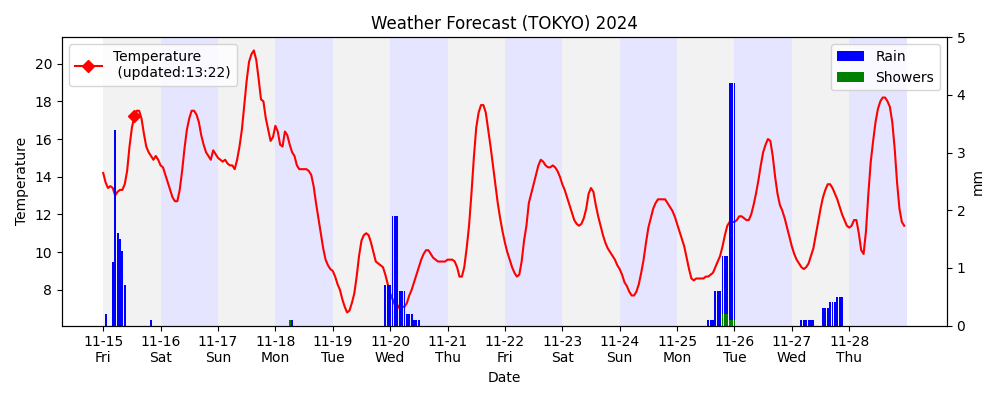 Weather Forecast (TOKYO) 2024
Temperature
(updated:13:22)
Rain
Showers
Temperature
20
18
16
14
12
10
8
5
4
3
2
1
0
mm
11-15 11-16 11-17 11-18 11-19 11-20 11-21 11-22 11-23 11-24 11-25 11-26 11-27 11-28
Fri Sat Sun Mon Tue Wed Thu Fri Sat Sun Mon Tue Wed Thu
Date